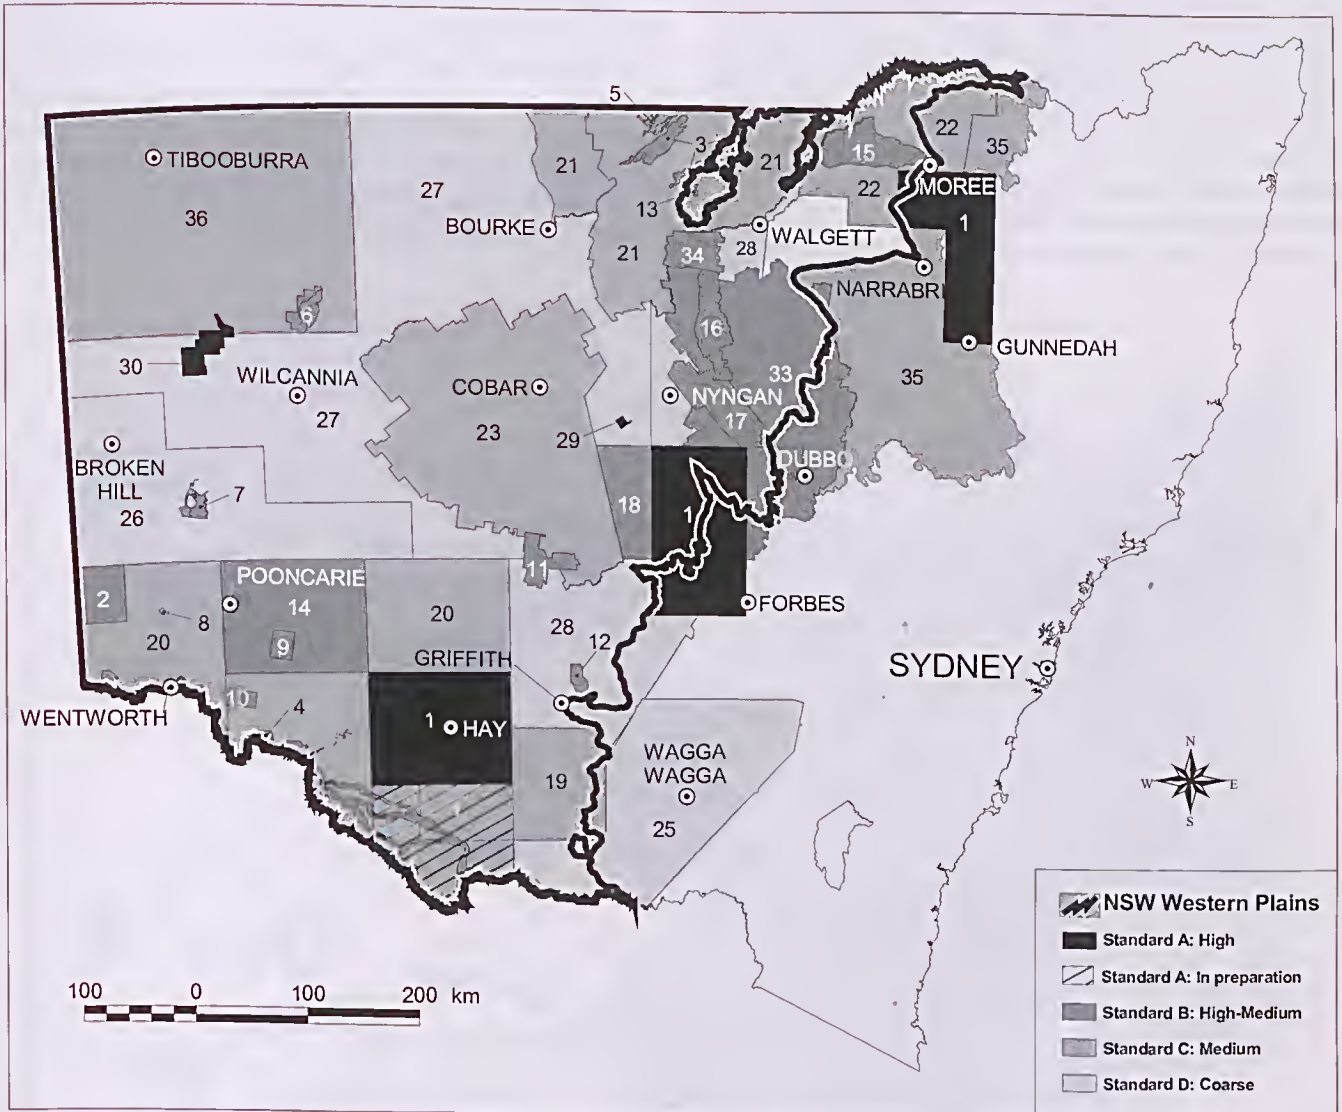 5
TIBOOBURRA
36
27
21
3
21
15
22
35
MOREE
13
BOURKE
22
1
WALGETT
21
34
28
NARRABRI
6
16
GUNNEDAH
30
WILCANNIA
27
COBAR
23
NYNGAN
33
17
35
29
BROKEN
HILL
26
7
DUBBO
18
1
2
POONCARIE
14
11
8
20
9
20
28
FORBES
GRIFFITH
12
SYDNEY
WENTWORTH
10
4
1
HAY
19
WAGGA
WAGGA
25
1
N
W
E
S
NSW Western Plains
Standard A: High
Standard A: In preparation
Standard B: High-Medium
Standard C: Medium
Standard D: Coarse
100 0 100 200 km